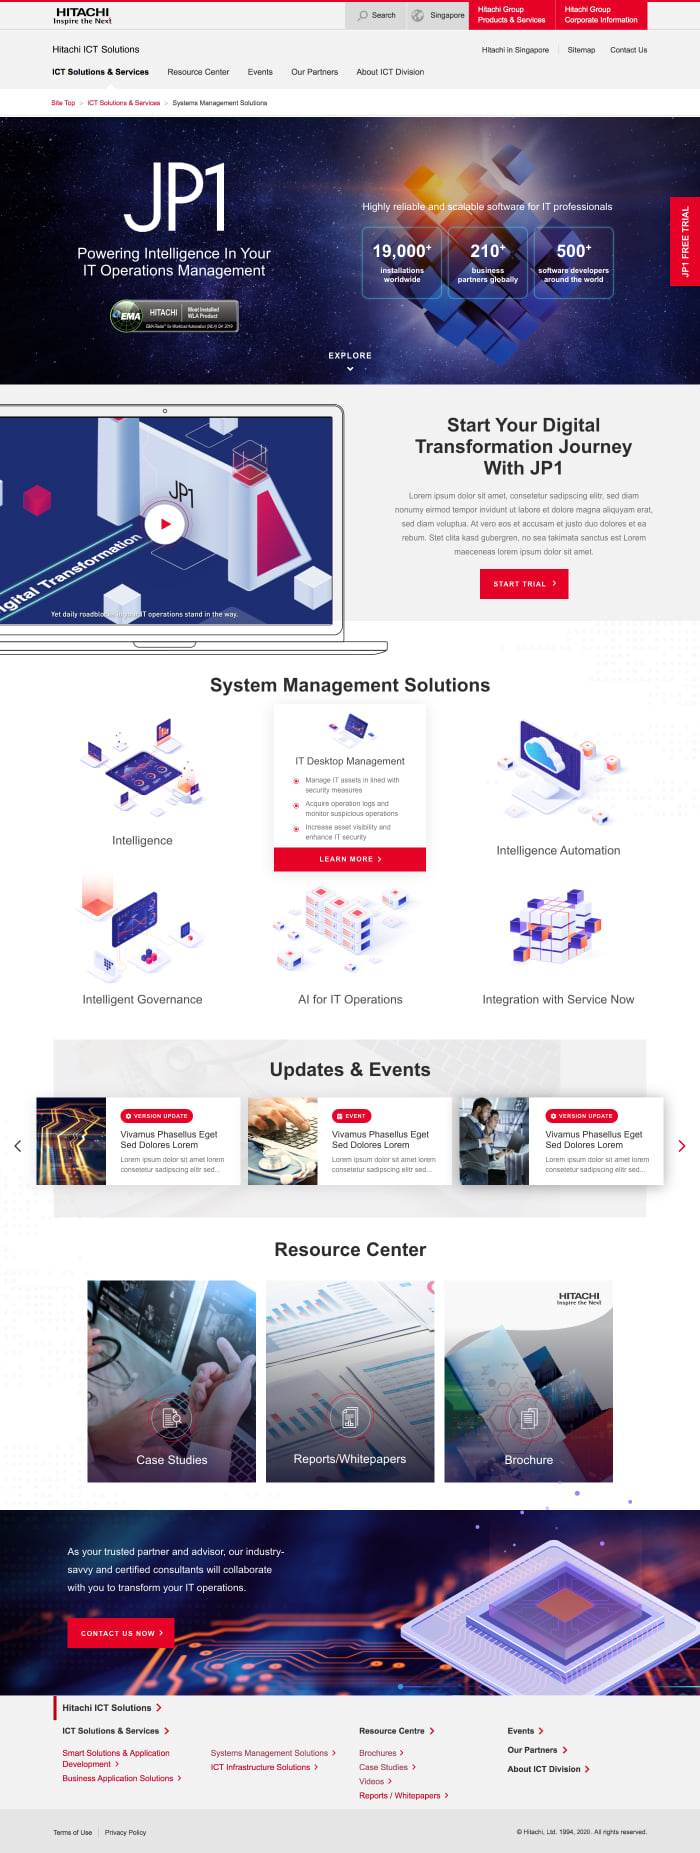 HITACHI
Inspire the Next
Search
Singapore
Hitachi Group
Products & Services
Hitachi Group
Corporate Information
Hitachi ICT Solutions
Hitachi in Singapore
Sitemap
Contact Us
ICT Solutions & Services
Resource Center
Events
Our Partners
About ICT Division
Site Top > ICT Solutions & Services > Systems Management Solutions
JP1
Powering Intelligence In Your
IT Operations Management
EMA
HITACHI
Most Installed
WLA Product
EMA Radar™ for Workload Automation (WLA) Q4 2019
Highly reliable and scalable software for IT professionals
19,000+
installations
worldwide
210+
business
partners globally
500+
software developers
around the world
JP1 FREE TRIAL
EXPLORE
JP1
igital Transformation
Yet daily roadblocks in your IT operations stand in the way.
Start Your Digital
Transformation Journey
With JP1
Lorem ipsum dolor sit amet, consetetur sadipscing elitr, sed diam
nonumy eirmod tempor invidunt ut labore et dolore magna aliquyam erat,
sed diam voluptua. At vero eos et accusam et justo duo dolores et ea
rebum. Stet clita kasd gubergren, no sea takimata sanctus est Lorem
maeceneas lorem ipsum dolor sit amet.
START TRIAL >
System Management Solutions
Intelligence
IT Desktop Management
Manage IT assets in lined with
security measures
Acquire operation logs and
monitor suspicious operations
Increase asset visibility and
enhance IT security
LEARN MORE >
Intelligence Automation
Intelligent Governance
AI for IT Operations
Integration with Service Now
Updates & Events
VERSION UPDATE
Vivamus Phasellus Eget
Sed Dolores Lorem
Lorem ipsum dolor sit amet lorem
consetetur sadipscing elitr sed...
EVENT
Vivamus Phasellus Eget
Sed Dolores Lorem
Lorem ipsum dolor sit amet lorem
consetetur sadipscing elitr sed...
VERSION UPDATE
Vivamus Phasellus Eget
Sed Dolores Lorem
Lorem ipsum dolor sit amet lorem
consetetur sadipscing elitr sed...
Resource Center
Case Studies
Reports/Whitepapers
HITACHI
Inspire the Next
Brochure
As your trusted partner and advisor, our industry-
savvy and certified consultants will collaborate
with you to transform your IT operations.
CONTACT US NOW >
Hitachi ICT Solutions >
ICT Solutions & Services >
Smart Solutions & Application
Development >
Business Application Solutions >
Systems Management Solutions >
ICT Infrastructure Solutions >
Resource Centre >
Brochures >
Case Studies >
Videos >
Reports / Whitepapers >
Events >
Our Partners >
About ICT Division >
Terms of Use
Privacy Policy
© Hitachi, Ltd. 1994, 2020. All rights reserved.